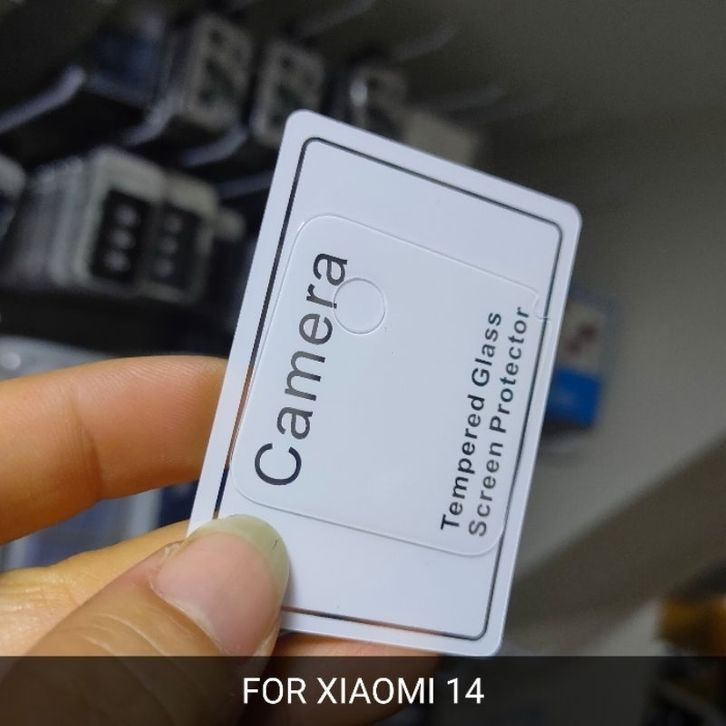 Camera
Tempered Glass
Screen Protector
FOR XIAOMI 14